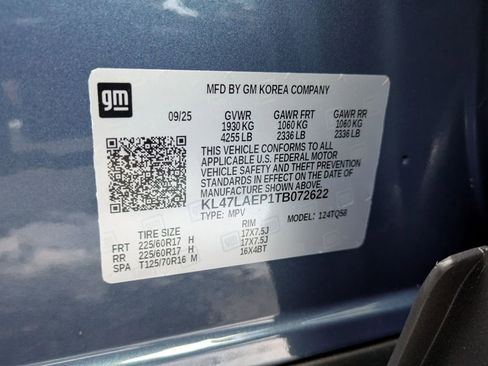 gm
MFD BY GM KOREA COMPANY
09/25 GVWR GAWR FRT GAWR RR
1930 KG 1060 KG 1060 KG
4255 LB 2336 LB 2336 LB
THIS VEHICLE CONFORMS TO ALL
APPLICABLE U.S. FEDERAL MOTOR
VEHICLE SAFETY AND THEFT PREVENTION
STANDARDS IN EFFECT ON THE DATE OF
MANUFACTURE SHOWN ABOVE.
KL47LAEP1TB072622
TYPE: MPV MODEL: 124TQ58
TIRE SIZE RIM
FRT 225/60R17 H 17X7.5J
RR 225/60R17 H 17X7.5J
SPA T125/70R16 M 16X4BT